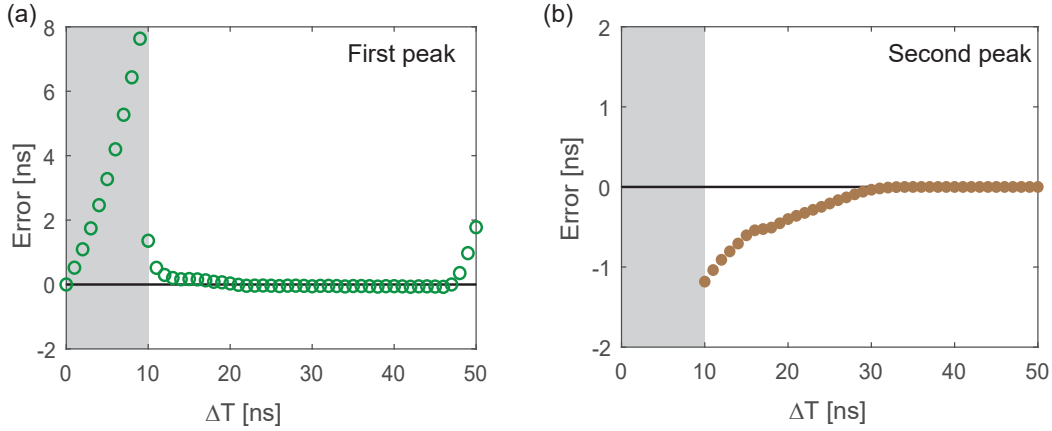 (a)
First peak
Error [ns]
8
6
4
2
0
-2
0 10 20 30 40 50
ΔT [ns]
(b)
Second peak
Error [ns]
2
1
0
-1
-2
0 10 20 30 40 50
ΔT [ns]